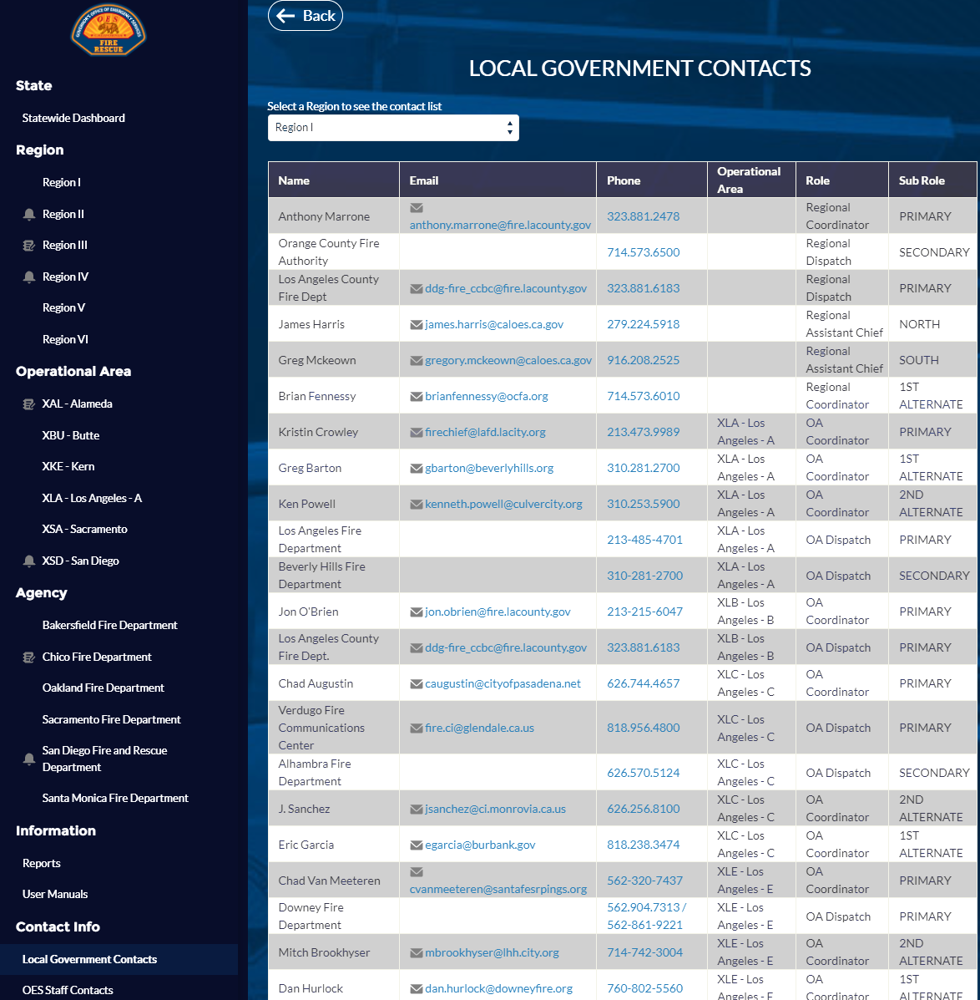 GOVERNOR'S OFFICE OF EMERGENCY SERVICES
OES
FIRE
RESCUE
State
Statewide Dashboard
Region
Region I
Region II
Region III
Region IV
Region V
Region VI
Operational Area
XAL - Alameda
XBU - Butte
XKE - Kern
XLA - Los Angeles - A
XSA - Sacramento
XSD - San Diego
Agency
Bakersfield Fire Department
Chico Fire Department
Oakland Fire Department
Sacramento Fire Department
San Diego Fire and Rescue
Department
Santa Monica Fire Department
Information
Reports
User Manuals
Contact Info
Local Government Contacts
OES Staff Contacts
Back
LOCAL GOVERNMENT CONTACTS
Select a Region to see the contact list
Region I
Name Email Phone Operational Area Role Sub Role
Anthony Marrone anthony.marrone@fire.lacounty.gov 323.881.2478 Regional Coordinator PRIMARY
Orange County Fire Authority 714.573.6500 Regional Dispatch SECONDARY
Los Angeles County Fire Dept ddg-fire_ccbc@fire.lacounty.gov 323.881.6183 Regional Dispatch PRIMARY
James Harris james.harris@caloes.ca.gov 279.224.5918 Regional Assistant Chief NORTH
Greg Mckeown gregory.mckeown@caloes.ca.gov 916.208.2525 Regional Assistant Chief SOUTH
Brian Fennessy brianfennessy@ocfa.org 714.573.6010 Regional Coordinator 1ST ALTERNATE
Kristin Crowley firechief@lafd.lacity.org 213.473.9989 XLA - Los Angeles - A OA Coordinator PRIMARY
Greg Barton gbarton@beverlyhills.org 310.281.2700 XLA - Los Angeles - A OA Coordinator 1ST ALTERNATE
Ken Powell kenneth.powell@culvercity.org 310.253.5900 XLA - Los Angeles - A OA Coordinator 2ND ALTERNATE
Los Angeles Fire Department 213-485-4701 XLA - Los Angeles - A OA Dispatch PRIMARY
Beverly Hills Fire Department 310-281-2700 XLA - Los Angeles - A OA Dispatch SECONDARY
Jon O'Brien jon.obrien@fire.lacounty.gov 213-215-6047 XLB - Los Angeles - B OA Coordinator PRIMARY
Los Angeles County Fire Dept. ddg-fire_ccbc@fire.lacounty.gov 323.881.6183 XLB - Los Angeles - B OA Dispatch PRIMARY
Chad Augustin caugustin@cityofpasadena.net 626.744.4657 XLC - Los Angeles - C OA Coordinator PRIMARY
Verdugo Fire Communications Center fire.ci@glendale.ca.us 818.956.4800 XLC - Los Angeles - C OA Dispatch PRIMARY
Alhambra Fire Department 626.570.5124 XLC - Los Angeles - C OA Dispatch SECONDARY
J. Sanchez jsanchez@ci.monrovia.ca.us 626.256.8100 XLC - Los Angeles - C OA Coordinator 2ND ALTERNATE
Eric Garcia egarcia@burbank.gov 818.238.3474 XLC - Los Angeles - C OA Coordinator 1ST ALTERNATE
Chad Van Meeteren cvanmeeteren@santafesrpings.org 562-320-7437 XLE - Los Angeles - E OA Coordinator PRIMARY
Downey Fire Department 562.904.7313 / 562-861-9221 XLE - Los Angeles - E OA Dispatch PRIMARY
Mitch Brookhyser mbrookhyser@lhh.city.org 714-742-3004 XLE - Los Angeles - E OA Coordinator 2ND ALTERNATE
Dan Hurlock dan.hurlock@downeyfire.org 760-802-5560 XLE - Los Angeles - E OA Coordinator 1ST ALTERNATE